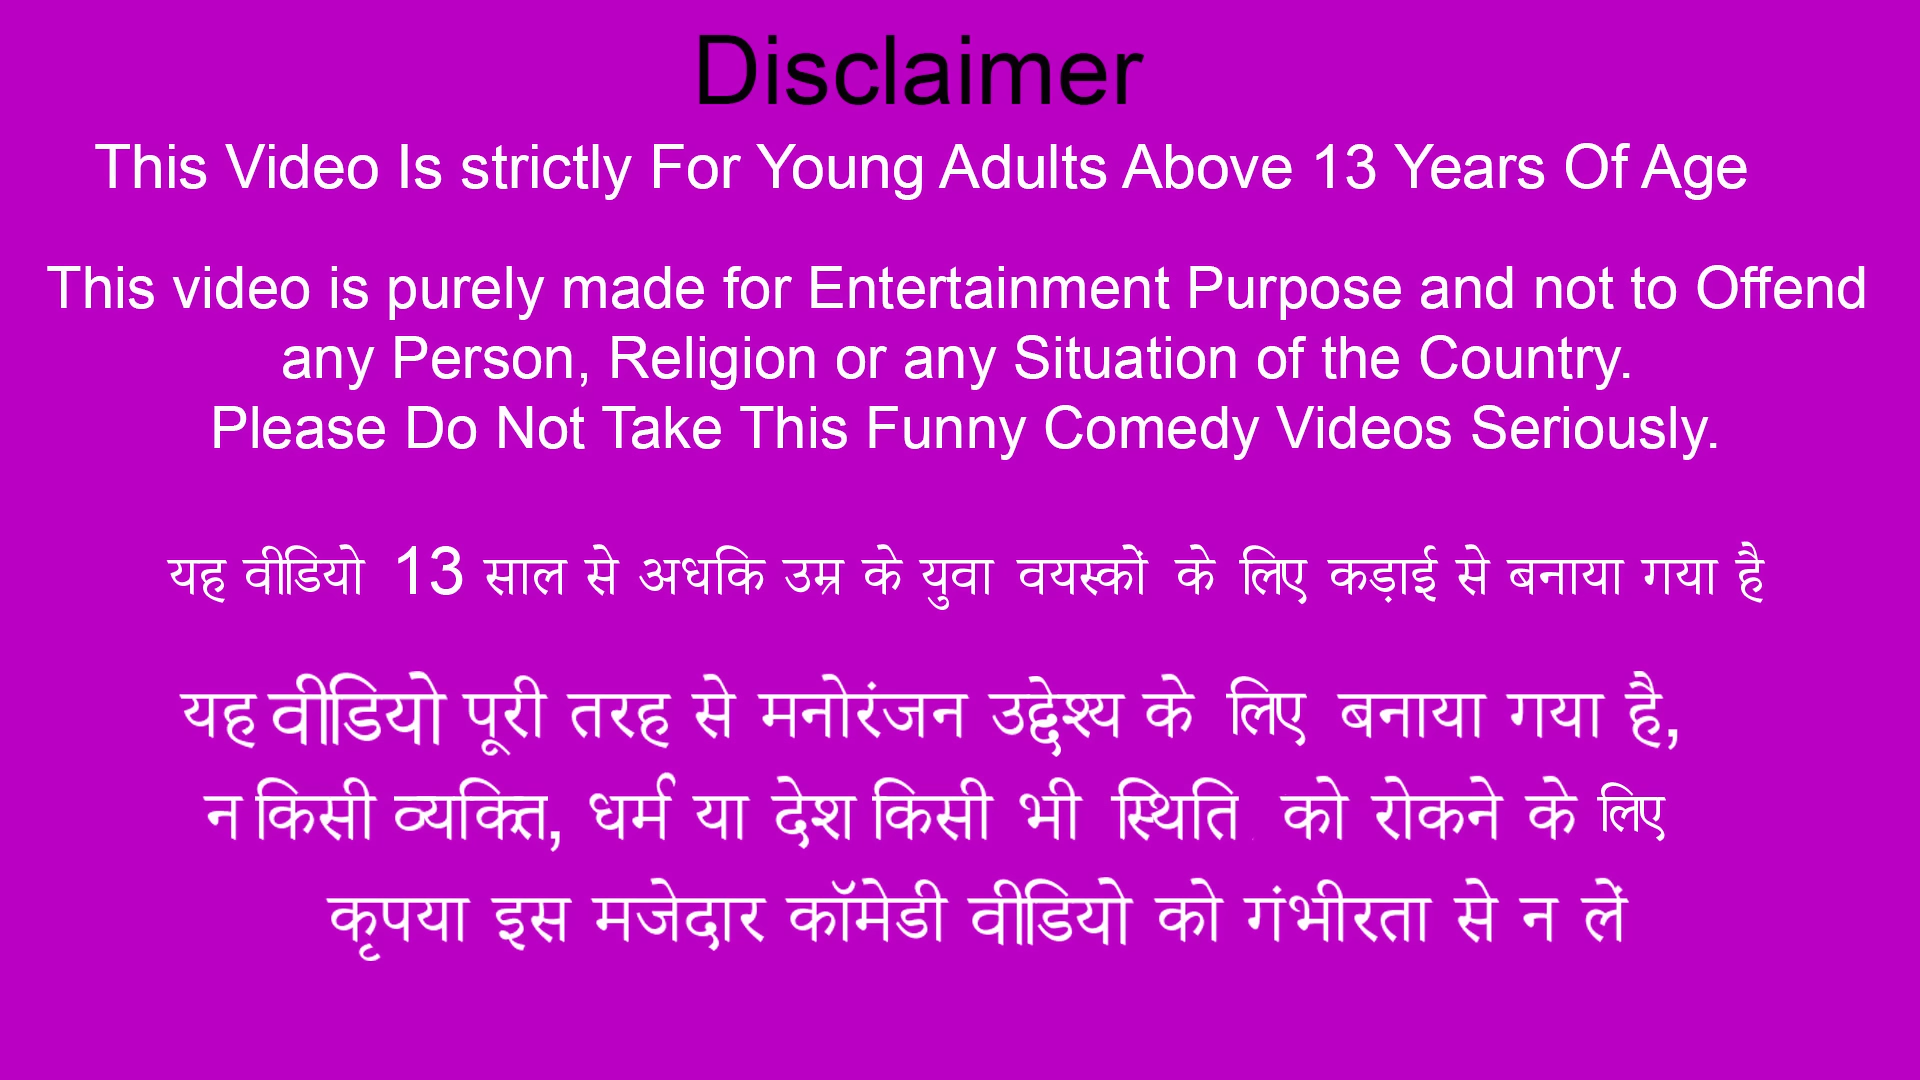 Disclaimer
This Video Is strictly For Young Adults Above 13 Years Of Age
This video is purely made for Entertainment Purpose and not to Offend
any Person, Religion or any Situation of the Country.
Please Do Not Take This Funny Comedy Videos Seriously.
यह वीडियो 13 साल से अधकि उम्र के युवा वयस्कों के लिए कड़ाई से बनाया गया है
यह वीडियो पूरी तरह से मनोरंजन उद्देश्य के लिए बनाया गया है,
न किसी व्यक्ति, धर्म या देश किसी भी स्थिति को रोकने के लिए
कृपया इस मजेदार कॉमेडी वीडियो को गंभीरता से न लें